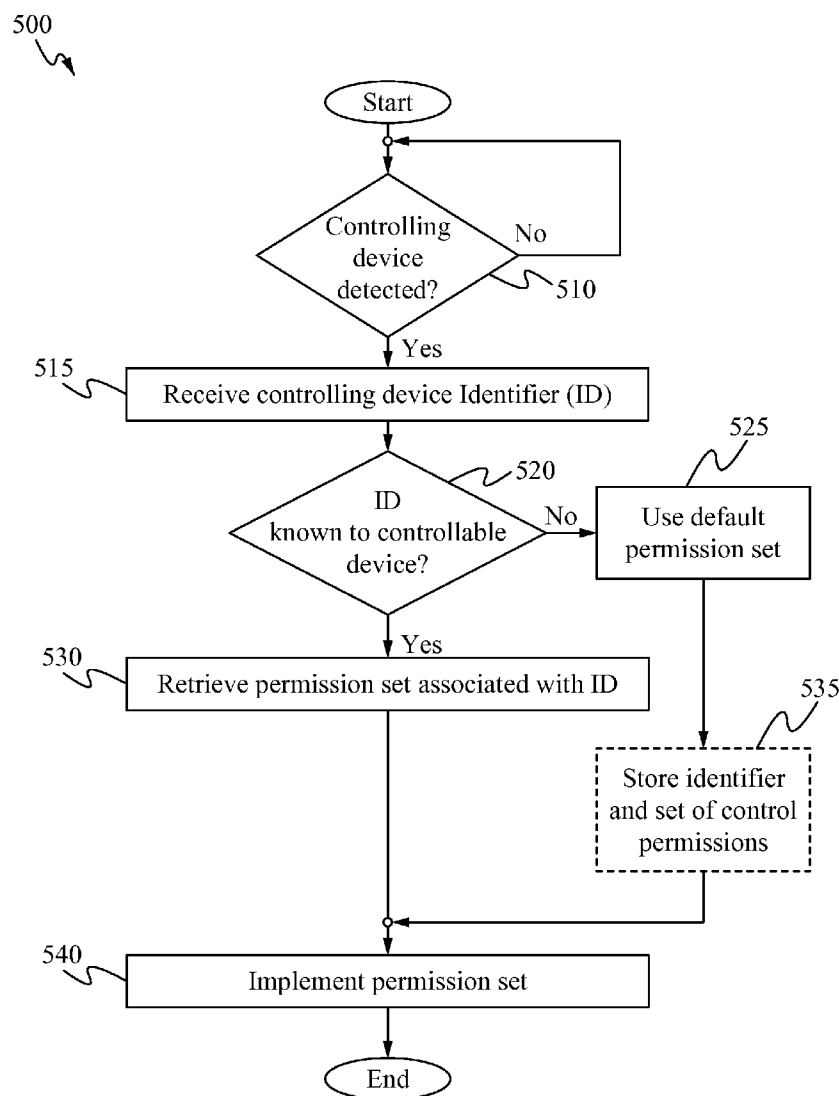 500
Start
Controlling
device
detected?
No
510
Yes
515
Receive controlling device Identifier (ID)
520
525
ID
known to controllable
device?
No
Use default
permission set
Yes
530
Retrieve permission set associated with ID
535
Store identifier
and set of control
permissions
540
Implement permission set
End